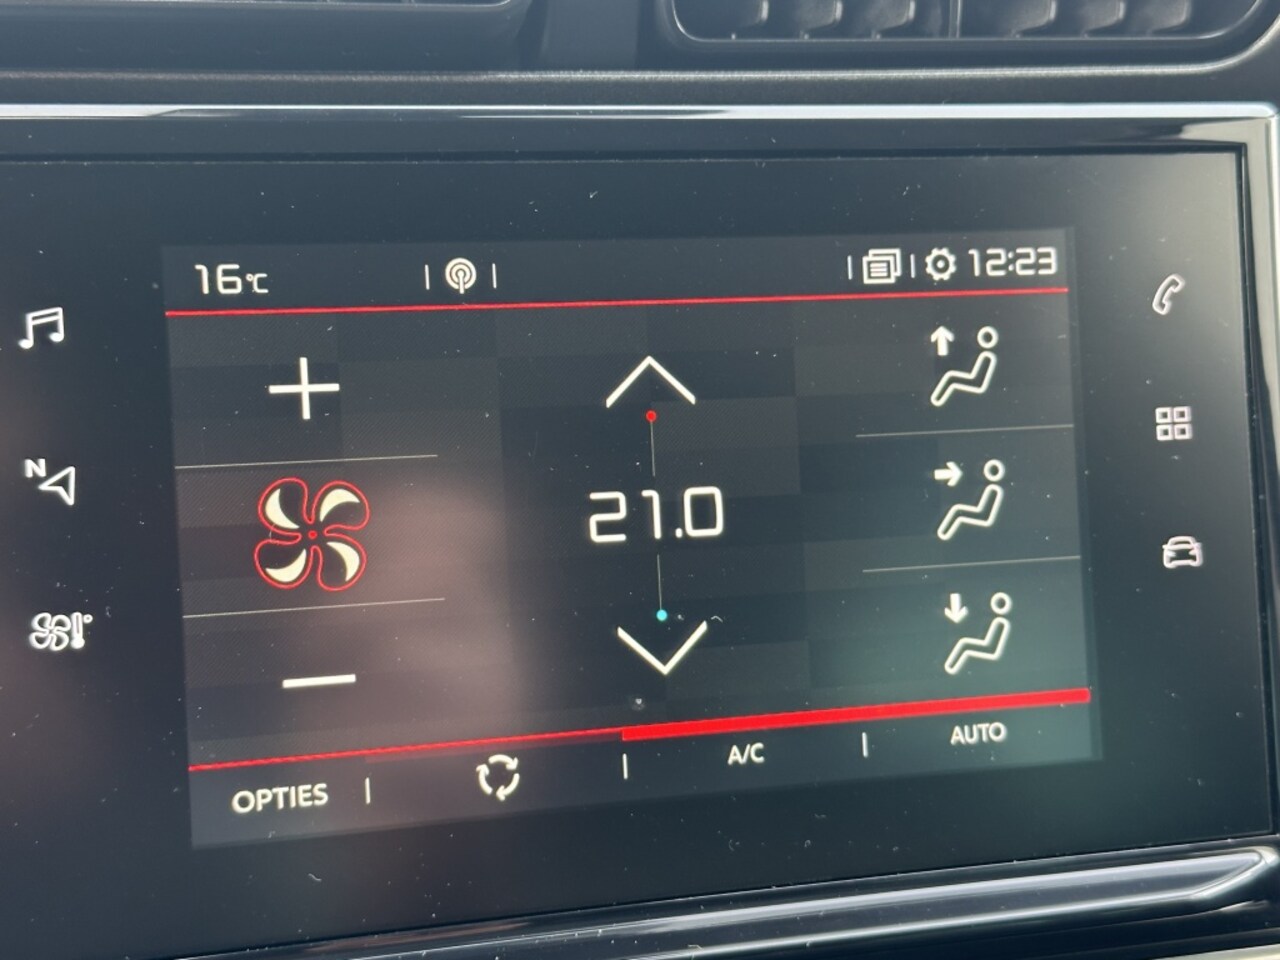 16°C
12:23
N
21.0
OPTIES
A/C
AUTO